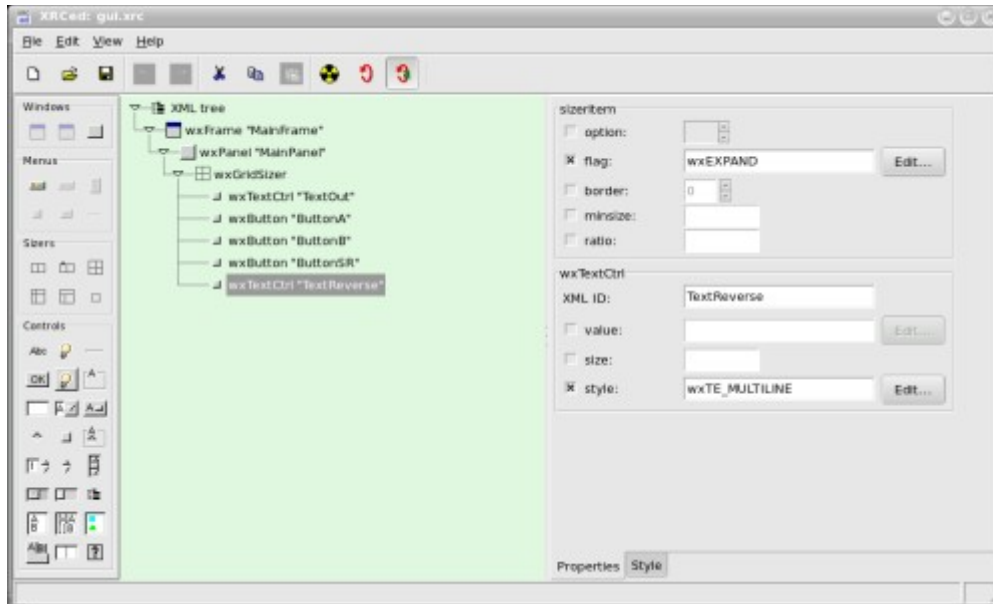 XRCed: gui.xrc
File Edit View Help
Windows
Menus
Sizers
Controls
Abc
OK
XML tree
wxFrame "MainFrame"
wxPanel "MainPanel"
wxGridSizer
wxTextCtrl "TextOut"
wxButton "ButtonA"
wxButton "ButtonB"
wxButton "ButtonSR"
wxTextCtrl "TextReverse"
sizeritem
option:
flag: wxEXPAND Edit...
border: 0
minsize:
ratio:
wxTextCtrl
XML ID: TextReverse
value: Edit...
size:
style: wxTE_MULTILINE Edit...
Properties Style